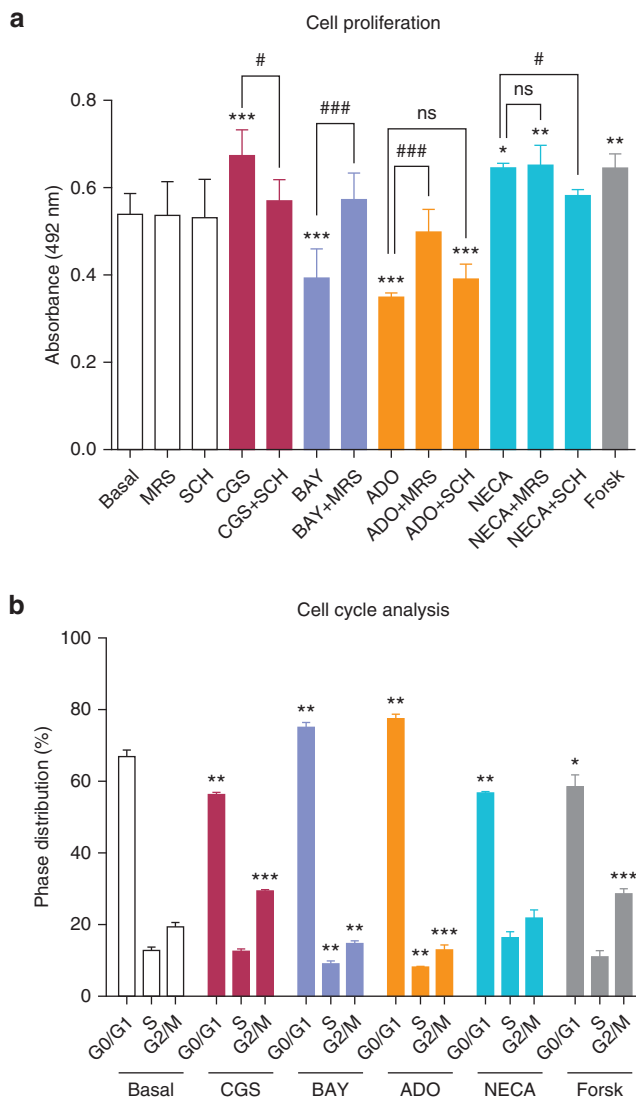 a
Cell proliferation
Absorbance (492 nm)
0.8
0.6
0.4
0.2
0.0
***
#
***
###
***
###
ns
***
*
ns
#
**
**
Basal
MRS
SCH
CGS
CGS+SCH
BAY
BAY+MRS
ADO
ADO+MRS
ADO+SCH
NECA
NECA+MRS
NECA+SCH
Forsk
b
Cell cycle analysis
Phase distribution (%)
100
80
60
40
20
0
**
***
**
**
**
**
**
***
**
*
***
G0/G1 S G2/M G0/G1 S G2/M G0/G1 S G2/M G0/G1 S G2/M G0/G1 S G2/M G0/G1 S G2/M
Basal CGS BAY ADO NECA Forsk